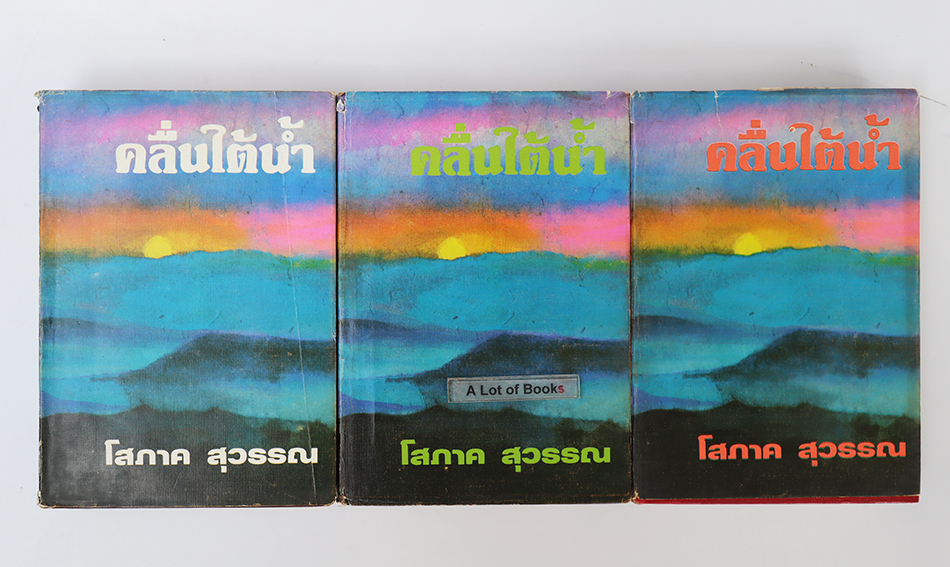 คลื่นใต้น้ำ
โสภาค สุวรรณ
คลื่นใต้น้ำ
A Lot of Books
โสภาค สุวรรณ
คลื่นใต้น้ำ
โสภาค สุวรรณ